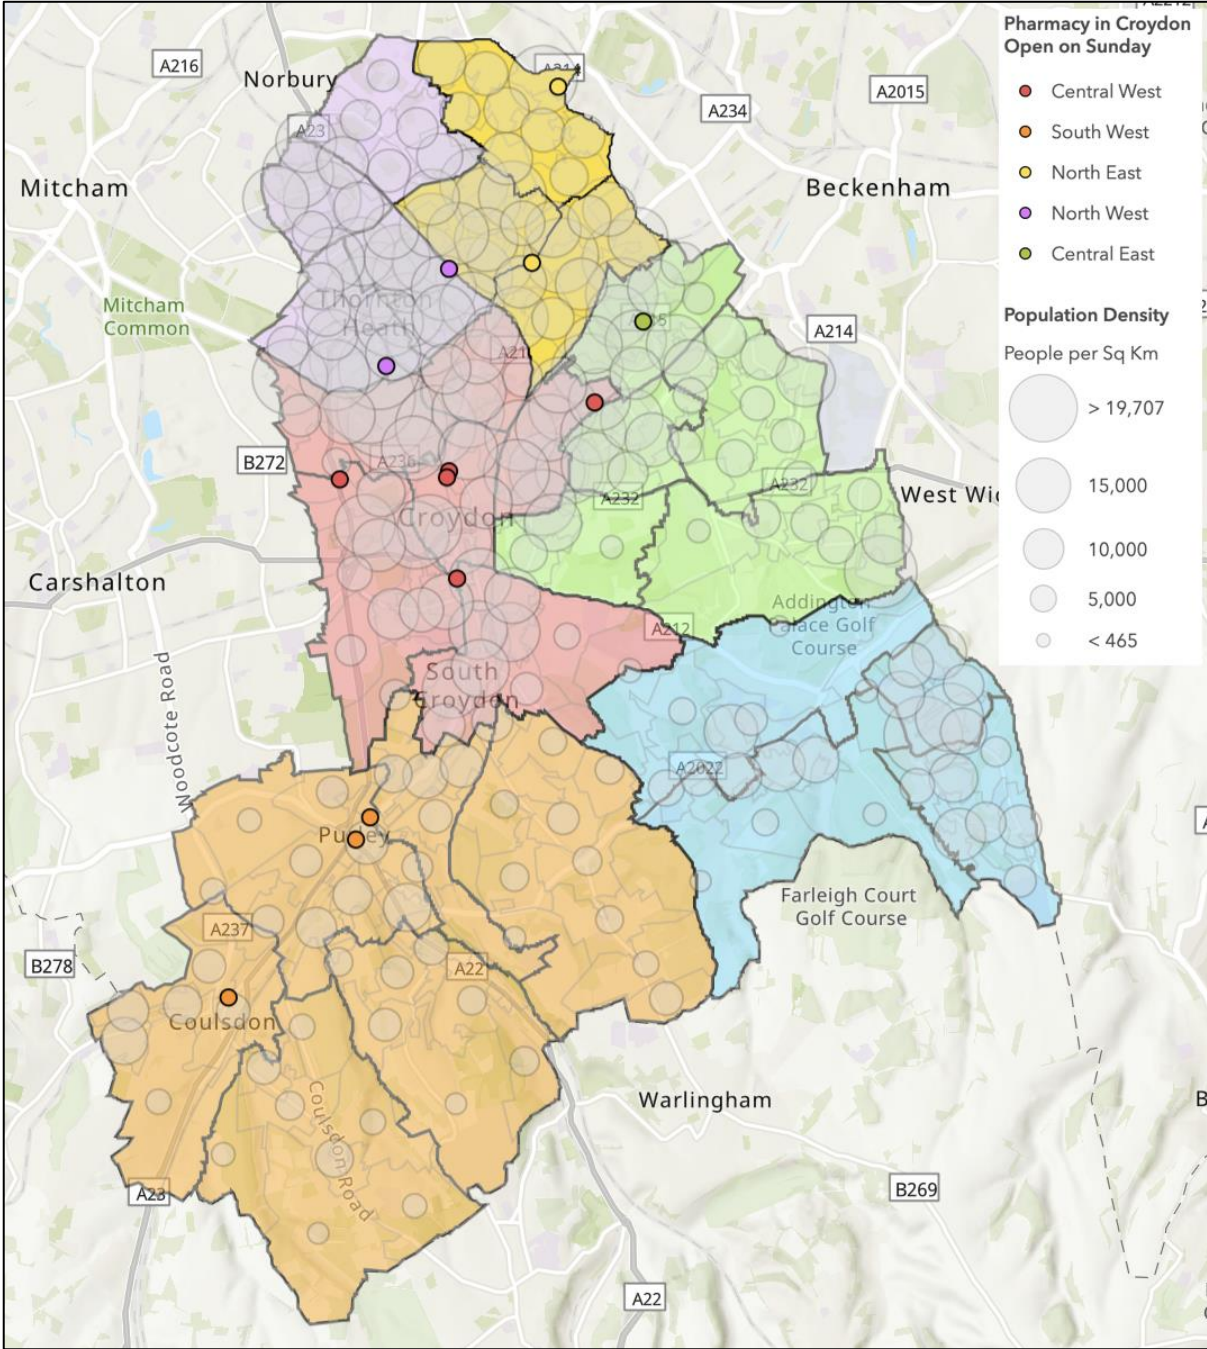 A216
Norbury
A214
A234
A2015
A23
Mitcham
Beckenham
Mitcham
Common
Thornton
Heath
A214
B272
A236
Croydon
A232
A232
West Wic
Carshalton
Addington
Palace Golf
Course
A212
South
Croydon
Woodcote Road
A2022
Purley
Farleigh Court
Golf Course
A237
B278
A22
Coulsdon
Coulsdon Road
Warlingham
A23
B269
A22
Pharmacy in Croydon
Open on Sunday
Central West
South West
North East
North West
Central East
Population Density
People per Sq Km
> 19,707
15,000
10,000
5,000
< 465